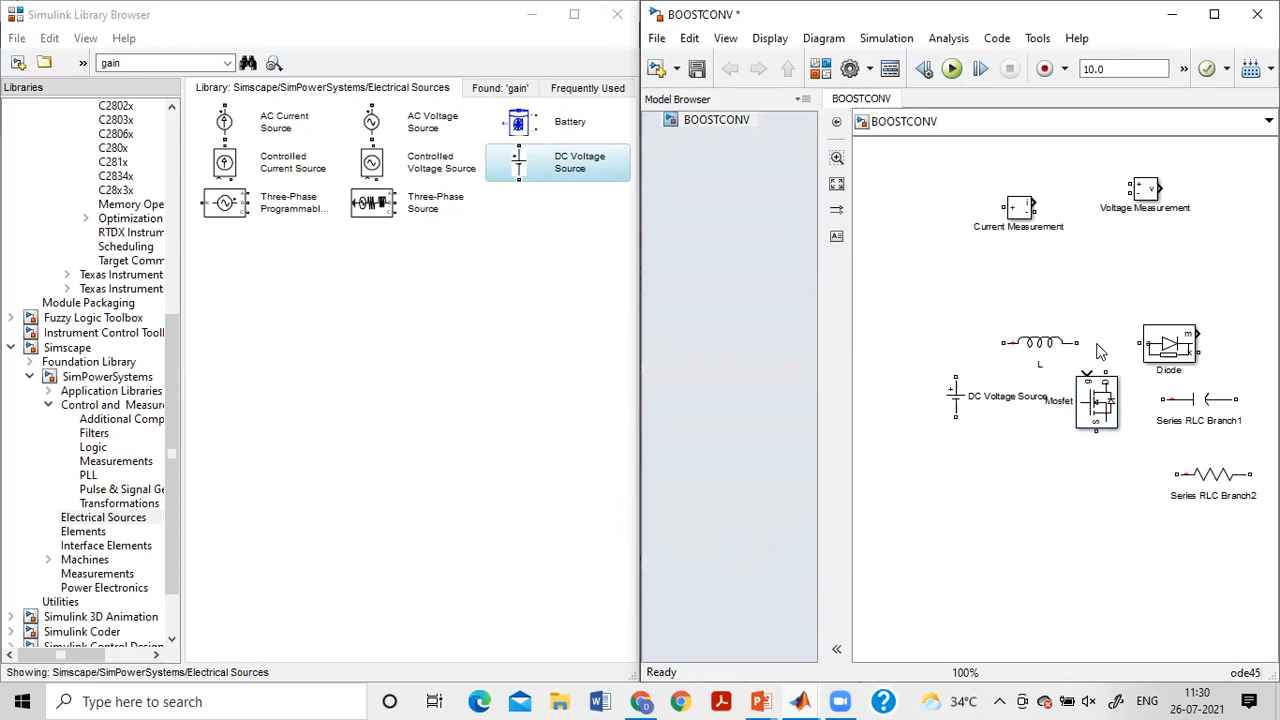 Simulink Library Browser
File Edit View Help
» gain
Libraries
C2802x
C2803x
C2806x
C280x
C281x
C2834x
C28x3x
Memory Ope
Optimization
RTDX Instrum
Scheduling
Target Comm
Texas Instrument
Texas Instrument
Module Packaging
Fuzzy Logic Toolbox
Instrument Control Tooll
Simscape
Foundation Library
SimPowerSystems
Application Libraries
Control and Measur
Additional Comp
Filters
Logic
Measurements
PLL
Pulse & Signal Ge
Transformations
Electrical Sources
Elements
Interface Elements
Machines
Measurements
Power Electronics
Utilities
Simulink 3D Animation
Simulink Coder
Simulink Control Design
Library: Simscape/SimPowerSystems/Electrical Sources Found: 'gain' Frequently Used
AC Current
Source
AC Voltage
Source
Battery
Controlled
Current Source
Controlled
Voltage Source
DC Voltage
Source
Three-Phase
Programmabl...
Three-Phase
Source
Showing: Simscape/SimPowerSystems/Electrical Sources
BOOSTCONV *
File Edit View Display Diagram Simulation Analysis Code Tools Help
10.0 »
Model Browser
BOOSTCONV
BOOSTCONV
BOOSTCONV
Current Measurement
Voltage Measurement
L
Diode
DC Voltage Source
Mosfet
Series RLC Branch1
Series RLC Branch2
Ready 100% ode45
Type here to search
34°C
ENG
11:30
26-07-2021